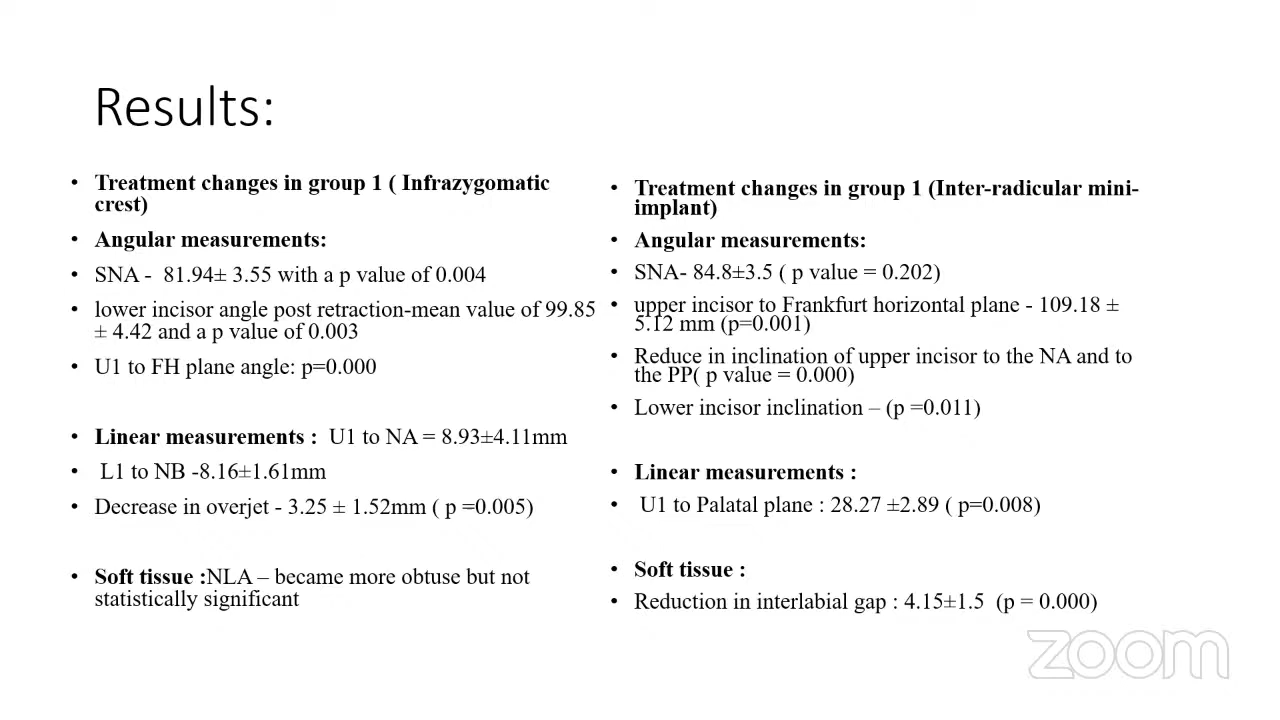 Results:
• Treatment changes in group 1 ( Infrazygomatic
crest)
• Angular measurements:
• SNA - 81.94± 3.55 with a p value of 0.004
• lower incisor angle post retraction-mean value of 99.85
± 4.42 and a p value of 0.003
• U1 to FH plane angle: p=0.000
• Linear measurements : U1 to NA = 8.93±4.11mm
• L1 to NB -8.16±1.61mm
• Decrease in overjet - 3.25 ± 1.52mm ( p =0.005)
• Soft tissue :NLA – became more obtuse but not
statistically significant
• Treatment changes in group 1 (Inter-radicular mini-
implant)
• Angular measurements:
• SNA- 84.8±3.5 ( p value = 0.202)
• upper incisor to Frankfurt horizontal plane - 109.18 ±
5.12 mm (p=0.001)
• Reduce in inclination of upper incisor to the NA and to
the PP( p value = 0.000)
• Lower incisor inclination – (p =0.011)
• Linear measurements :
• U1 to Palatal plane : 28.27 ±2.89 ( p=0.008)
• Soft tissue :
• Reduction in interlabial gap : 4.15±1.5 (p = 0.000)
zoom